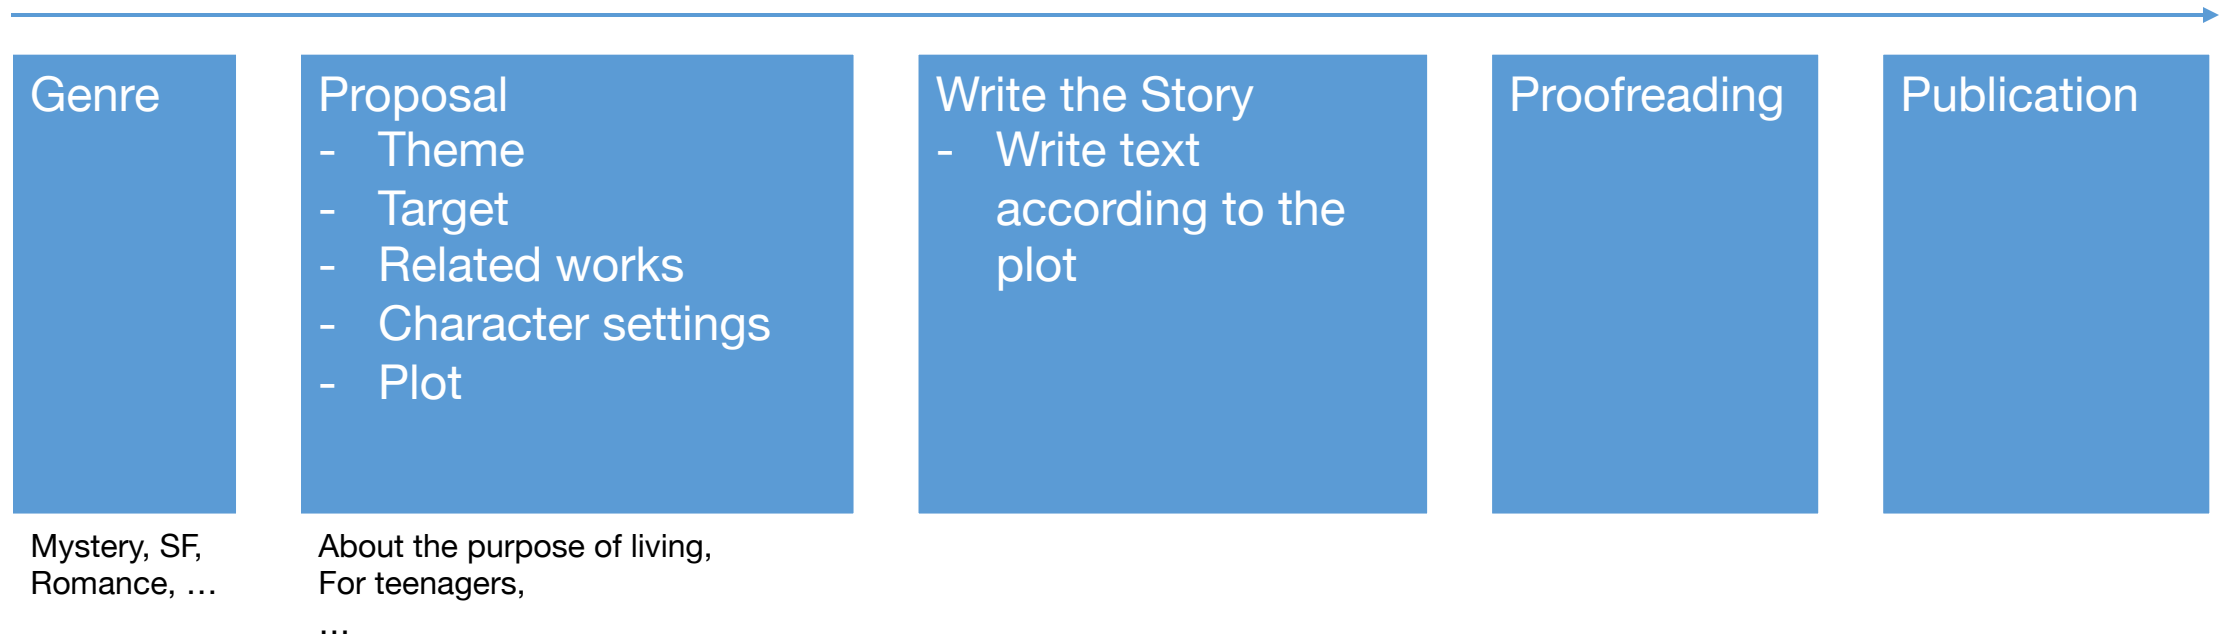 Genre
Proposal
- Theme
- Target
- Related works
- Character settings
- Plot
Write the Story
- Write text
according to the
plot
Proofreading
Publication
Mystery, SF,
Romance, …
About the purpose of living,
For teenagers,
…